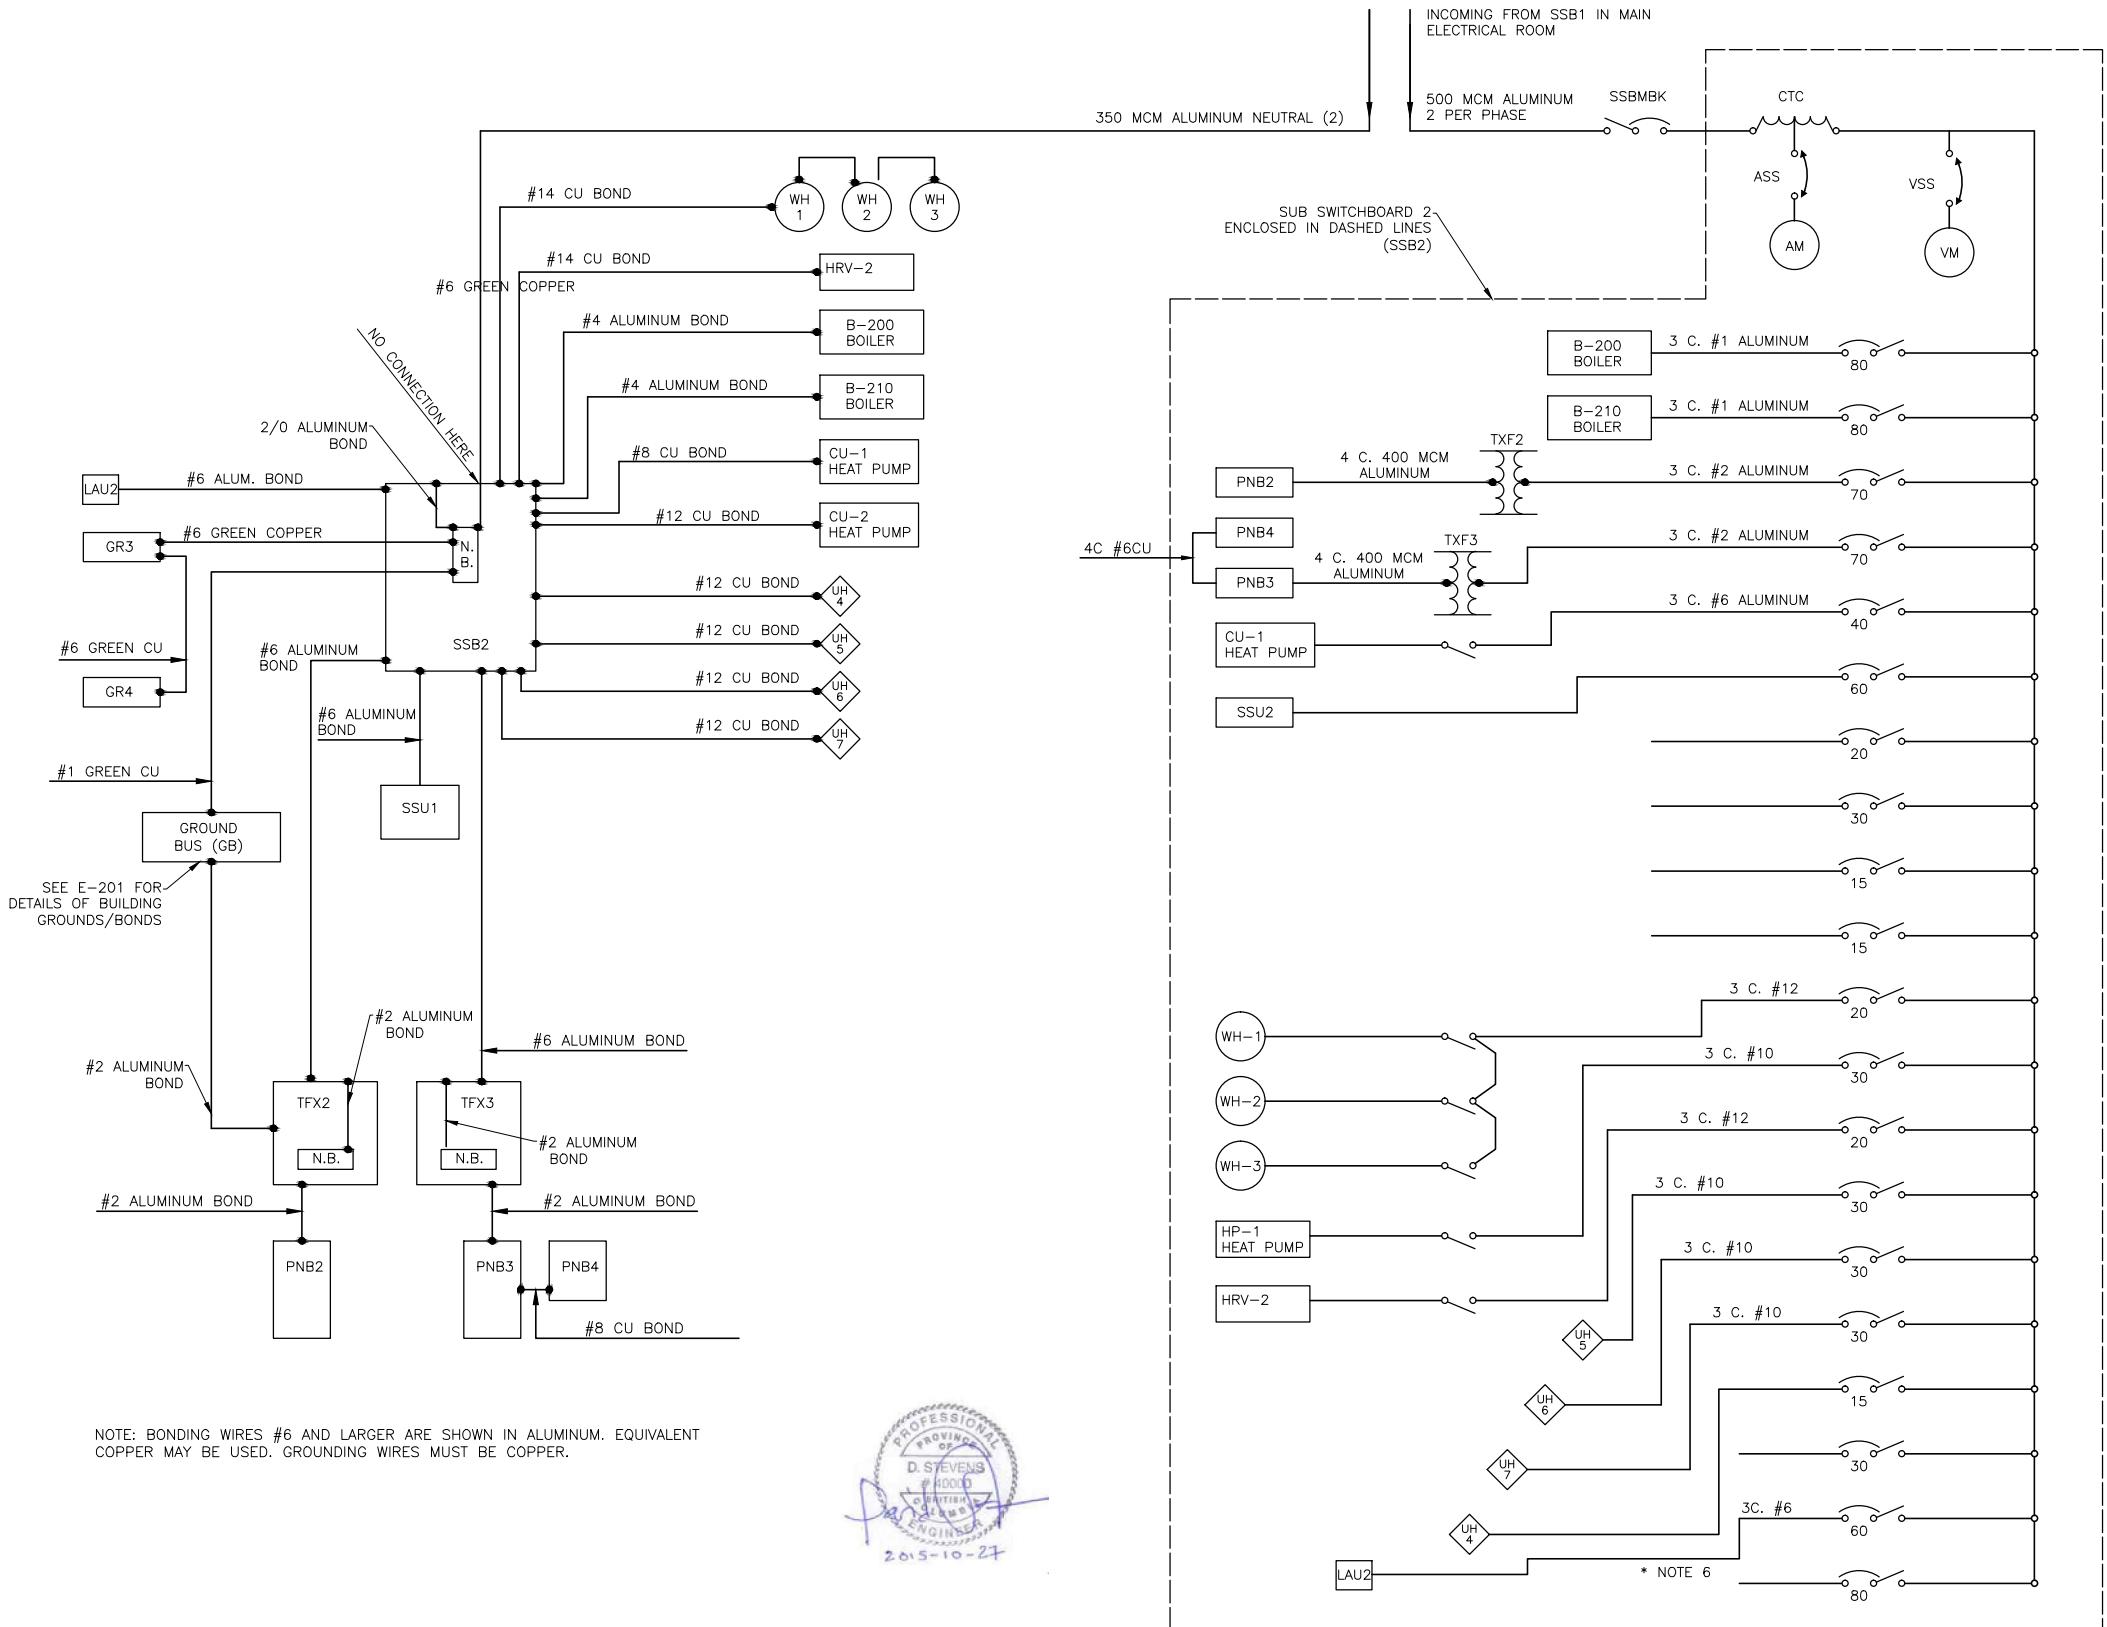 INCOMING FROM SSB1 IN MAIN
ELECTRICAL ROOM
350 MCM ALUMINUM NEUTRAL (2)
500 MCM ALUMINUM
2 PER PHASE
SSBMBK
CTC
ASS
VSS
AM
VM
SUB SWITCHBOARD 2
ENCLOSED IN DASHED LINES
(SSB2)
#14 CU BOND
WH
1
WH
2
WH
3
#14 CU BOND
HRV-2
#6 GREEN COPPER
#4 ALUMINUM BOND
B-200
BOILER
NO CONNECTION HERE
#4 ALUMINUM BOND
B-210
BOILER
2/0 ALUMINUM
BOND
#8 CU BOND
CU-1
HEAT PUMP
LAU2
#6 ALUM. BOND
#12 CU BOND
CU-2
HEAT PUMP
GR3
#6 GREEN COPPER
N.
B.
#12 CU BOND
UH
4
#12 CU BOND
UH
5
#6 GREEN CU
#6 ALUMINUM
BOND
SSB2
GR4
#12 CU BOND
UH
6
#6 ALUMINUM
BOND
#12 CU BOND
UH
7
#1 GREEN CU
SSU1
GROUND
BUS (GB)
SEE E-201 FOR
DETAILS OF BUILDING
GROUNDS/BONDS
#2 ALUMINUM
BOND
#6 ALUMINUM BOND
#2 ALUMINUM
BOND
TFX2
N.B.
TFX3
N.B.
#2 ALUMINUM
BOND
#2 ALUMINUM BOND
#2 ALUMINUM BOND
PNB2
PNB3
PNB4
#8 CU BOND
NOTE: BONDING WIRES #6 AND LARGER ARE SHOWN IN ALUMINUM. EQUIVALENT
COPPER MAY BE USED. GROUNDING WIRES MUST BE COPPER.
PROFESSIONAL
PROVINCE
OF
D. STEVENS
# 40000
BRITISH
COLUMBIA
ENGINEER
2015-10-27
B-200
BOILER
3 C. #1 ALUMINUM
80
B-210
BOILER
3 C. #1 ALUMINUM
80
PNB2
4 C. 400 MCM
ALUMINUM
TXF2
3 C. #2 ALUMINUM
70
4C #6CU
PNB4
PNB3
4 C. 400 MCM
ALUMINUM
TXF3
3 C. #2 ALUMINUM
70
CU-1
HEAT PUMP
3 C. #6 ALUMINUM
40
SSU2
60
20
30
15
15
WH-1
3 C. #12
20
WH-2
3 C. #10
30
WH-3
3 C. #12
20
HP-1
HEAT PUMP
3 C. #10
30
HRV-2
3 C. #10
30
UH
5
3 C. #10
30
UH
6
15
UH
7
30
UH
4
3C. #6
60
LAU2
* NOTE 6
80